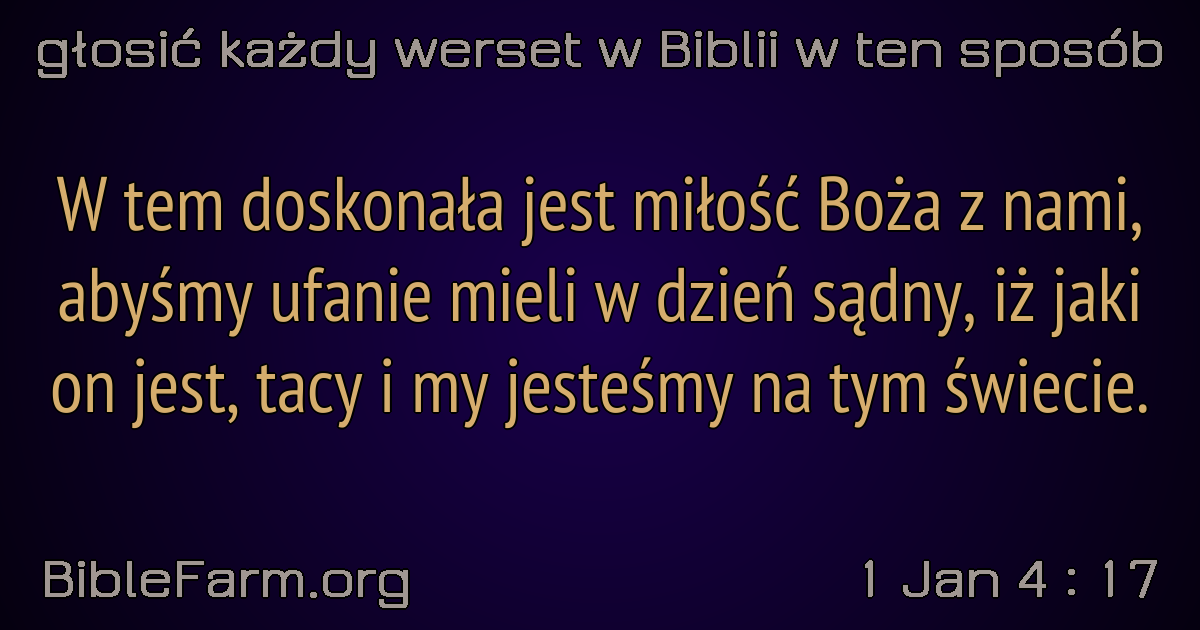 głosić każdy werset w Biblii w ten sposób
W tem doskonała jest miłość Boża z nami,
abyśmy ufanie mieli w dzień sądny, iż jaki
on jest, tacy i my jesteśmy na tym świecie.
BibleFarm.org
1 Jan 4 : 17